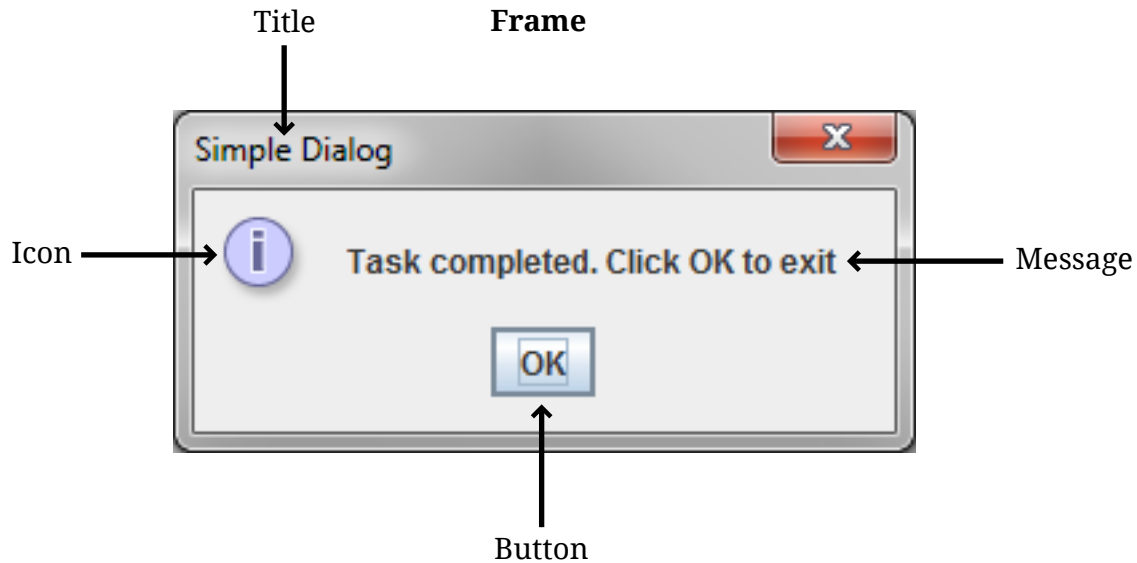 Title
Frame
Simple Dialog
X
i
Icon
Task completed. Click OK to exit
Message
OK
Button